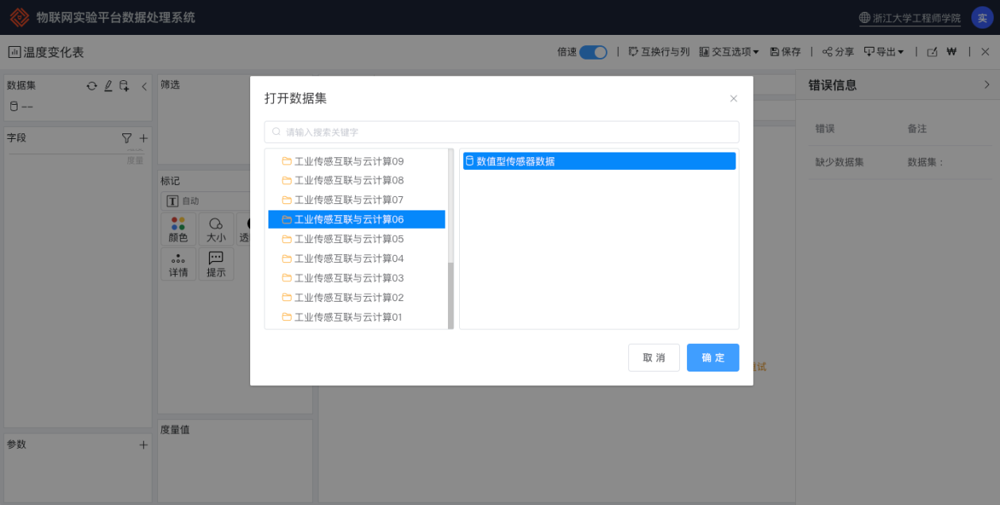 物联网实验平台数据处理系统
浙江大学工程师学院
实
温度变化表
倍速
互换行与列
交互选项
保存
分享
导出
数据集
--
字段
度量
参数
筛选
标记
自动
颜色
大小
详情
提示
度量值
打开数据集
请输入搜索关键字
工业传感互联与云计算09
工业传感互联与云计算08
工业传感互联与云计算07
工业传感互联与云计算06
工业传感互联与云计算05
工业传感互联与云计算04
工业传感互联与云计算03
工业传感互联与云计算02
工业传感互联与云计算01
数值型传感器数据
取 消
确 定
错误信息
错误
备注
缺少数据集
数据集：
试